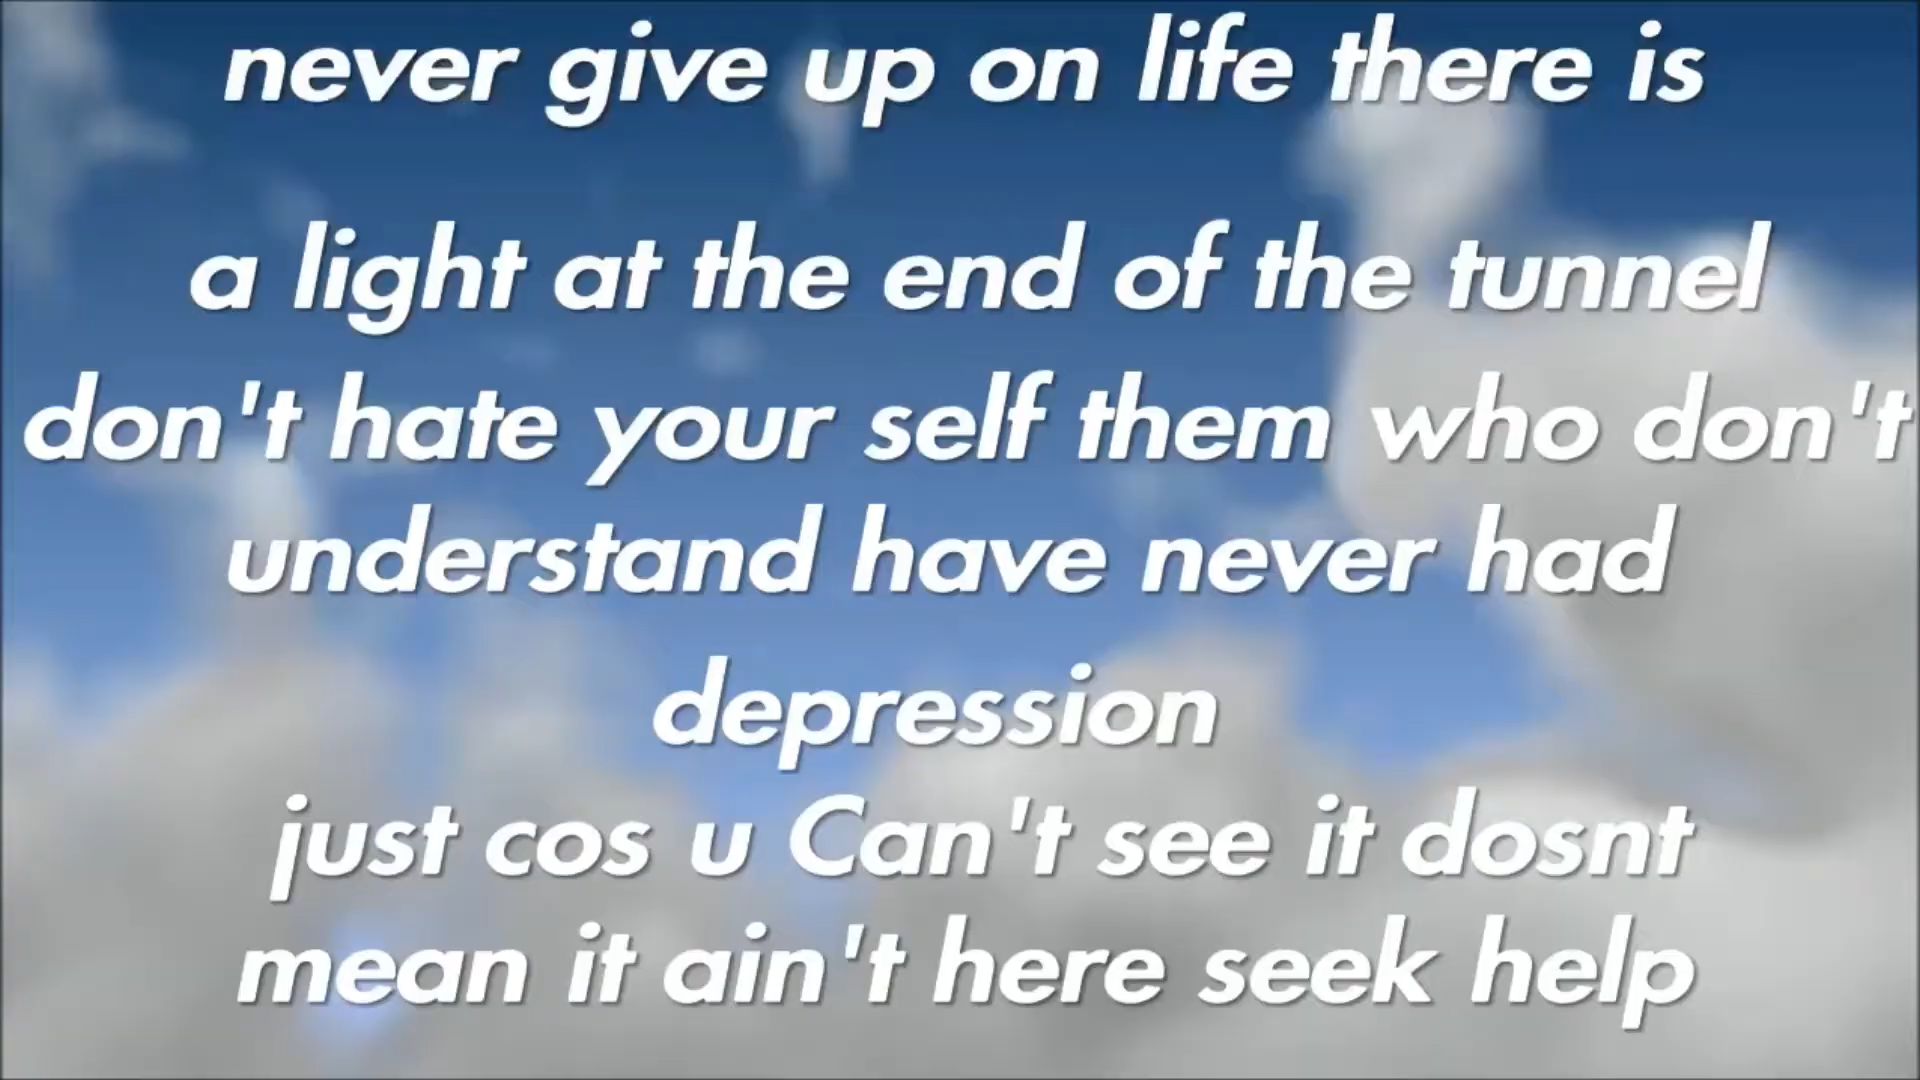 never give up on life there is
a light at the end of the tunnel
don't hate your self them who don't
understand have never had
depression
just cos u Can't see it dosnt
mean it ain't here seek help